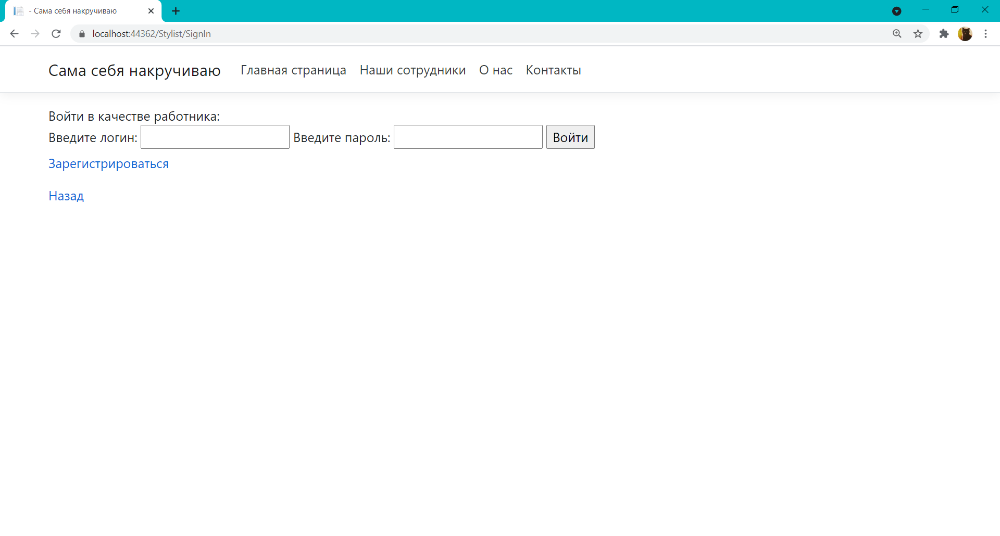 - Сама себя накручиваю
localhost:44362/Stylist/SignIn
Сама себя накручиваю Главная страница Наши сотрудники О нас Контакты
Войти в качестве работника:
Введите логин: Введите пароль: Войти
Зарегистрироваться
Назад